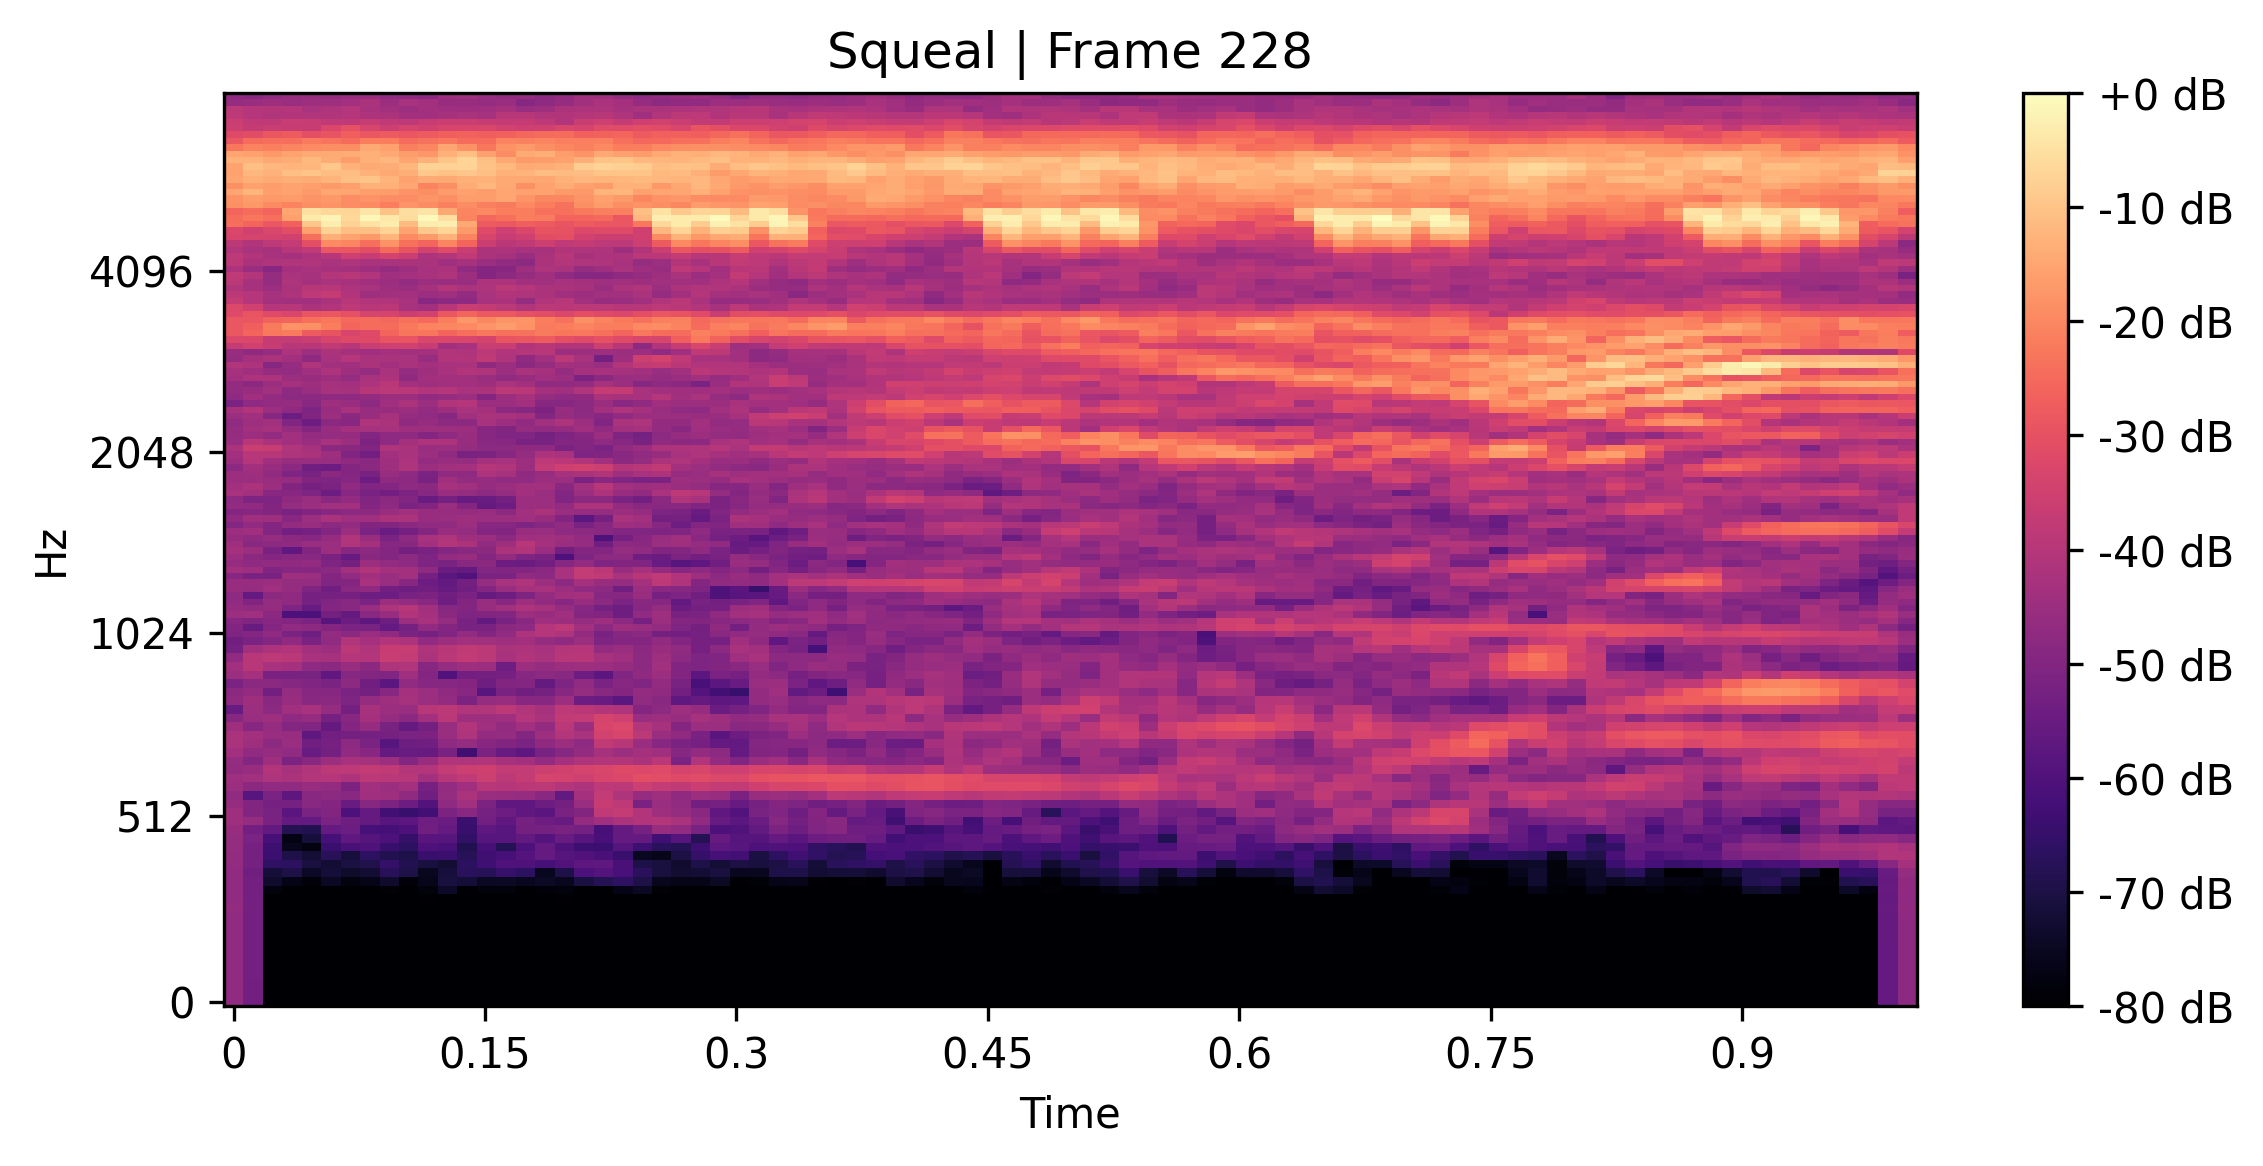 Squeal | Frame 228
Hz
4096
2048
1024
512
0
0 0.15 0.3 0.45 0.6 0.75 0.9
Time
+0 dB
-10 dB
-20 dB
-30 dB
-40 dB
-50 dB
-60 dB
-70 dB
-80 dB